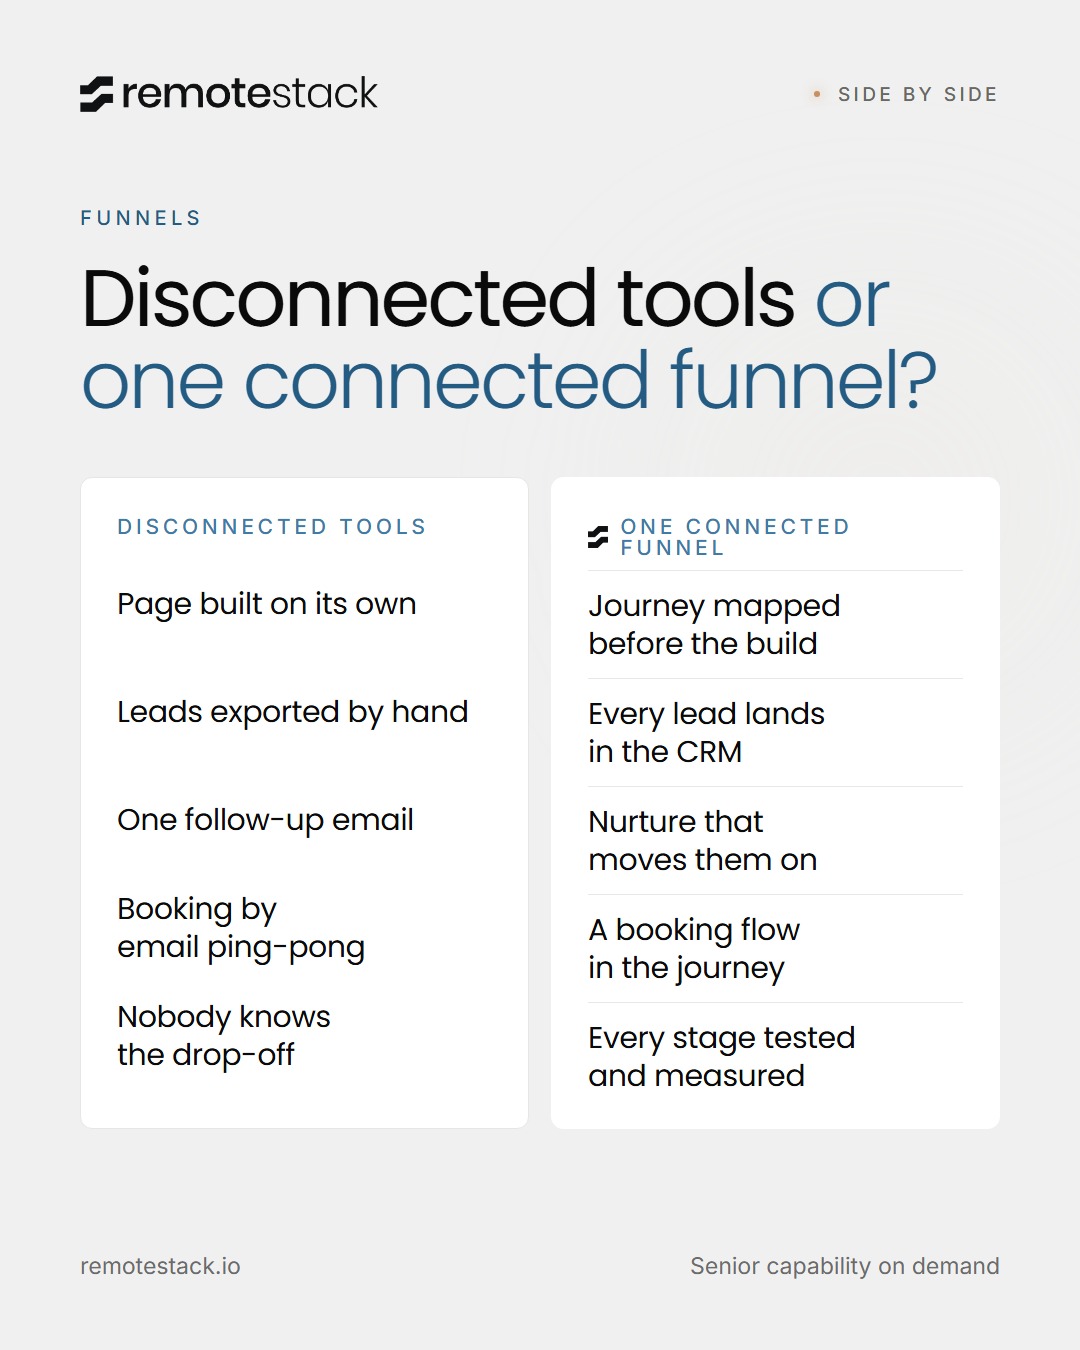 remotestack
SIDE BY SIDE
FUNNELS
Disconnected tools or
one connected funnel?
DISCONNECTED TOOLS
Page built on its own
Leads exported by hand
One follow-up email
Booking by
email ping-pong
Nobody knows
the drop-off
ONE CONNECTED
FUNNEL
Journey mapped
before the build
Every lead lands
in the CRM
Nurture that
moves them on
A booking flow
in the journey
Every stage tested
and measured
remotestack.io
Senior capability on demand